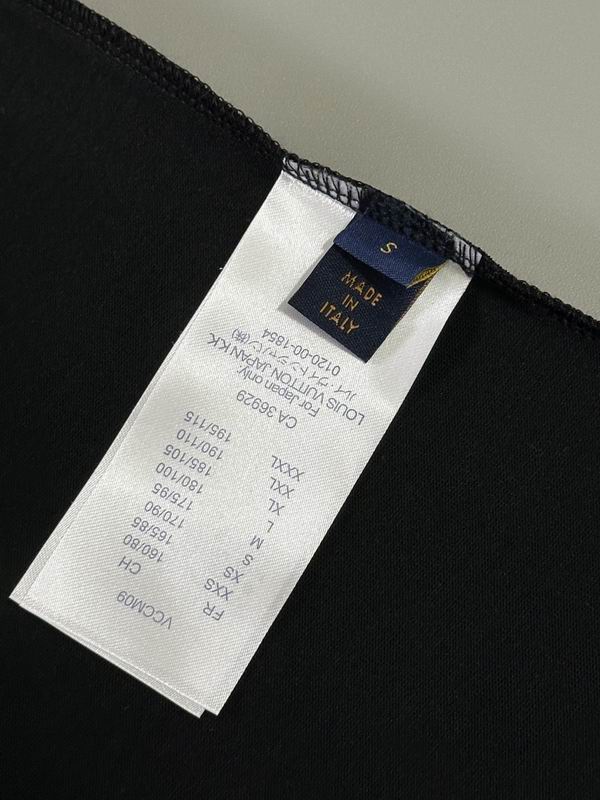 S
MADE
IN
ITALY
VCCM09
FR CH
XXS 160/80
XS 165/85
S 170/90
M 175/95
L 180/100
XL 185/105
XXL 190/110
XXXL 195/115
CA 36929
For Japan only:
LOUIS VUITTON JAPAN KK
ルイ ヴィトン ジャパン(株)
0120-00-1854